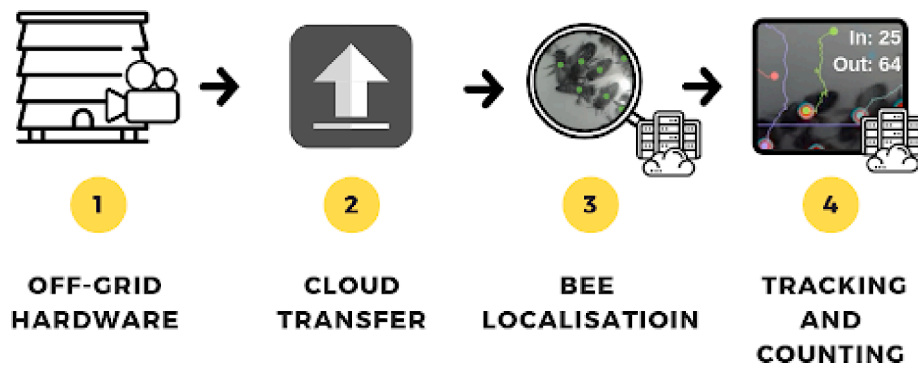 In: 25
Out: 64
1
2
3
4
OFF-GRID
HARDWARE
CLOUD
TRANSFER
BEE
LOCALISATIOIN
TRACKING
AND
COUNTING